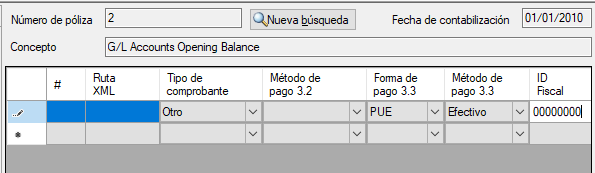 Número de póliza 2 Nueva búsqueda Fecha de contabilización 01/01/2010
Concepto G/L Accounts Opening Balance
# Ruta XML Tipo de comprobante Método de pago 3.2 Forma de pago 3.3 Método de pago 3.3 ID Fiscal
Otro PUE Efectivo 00000000